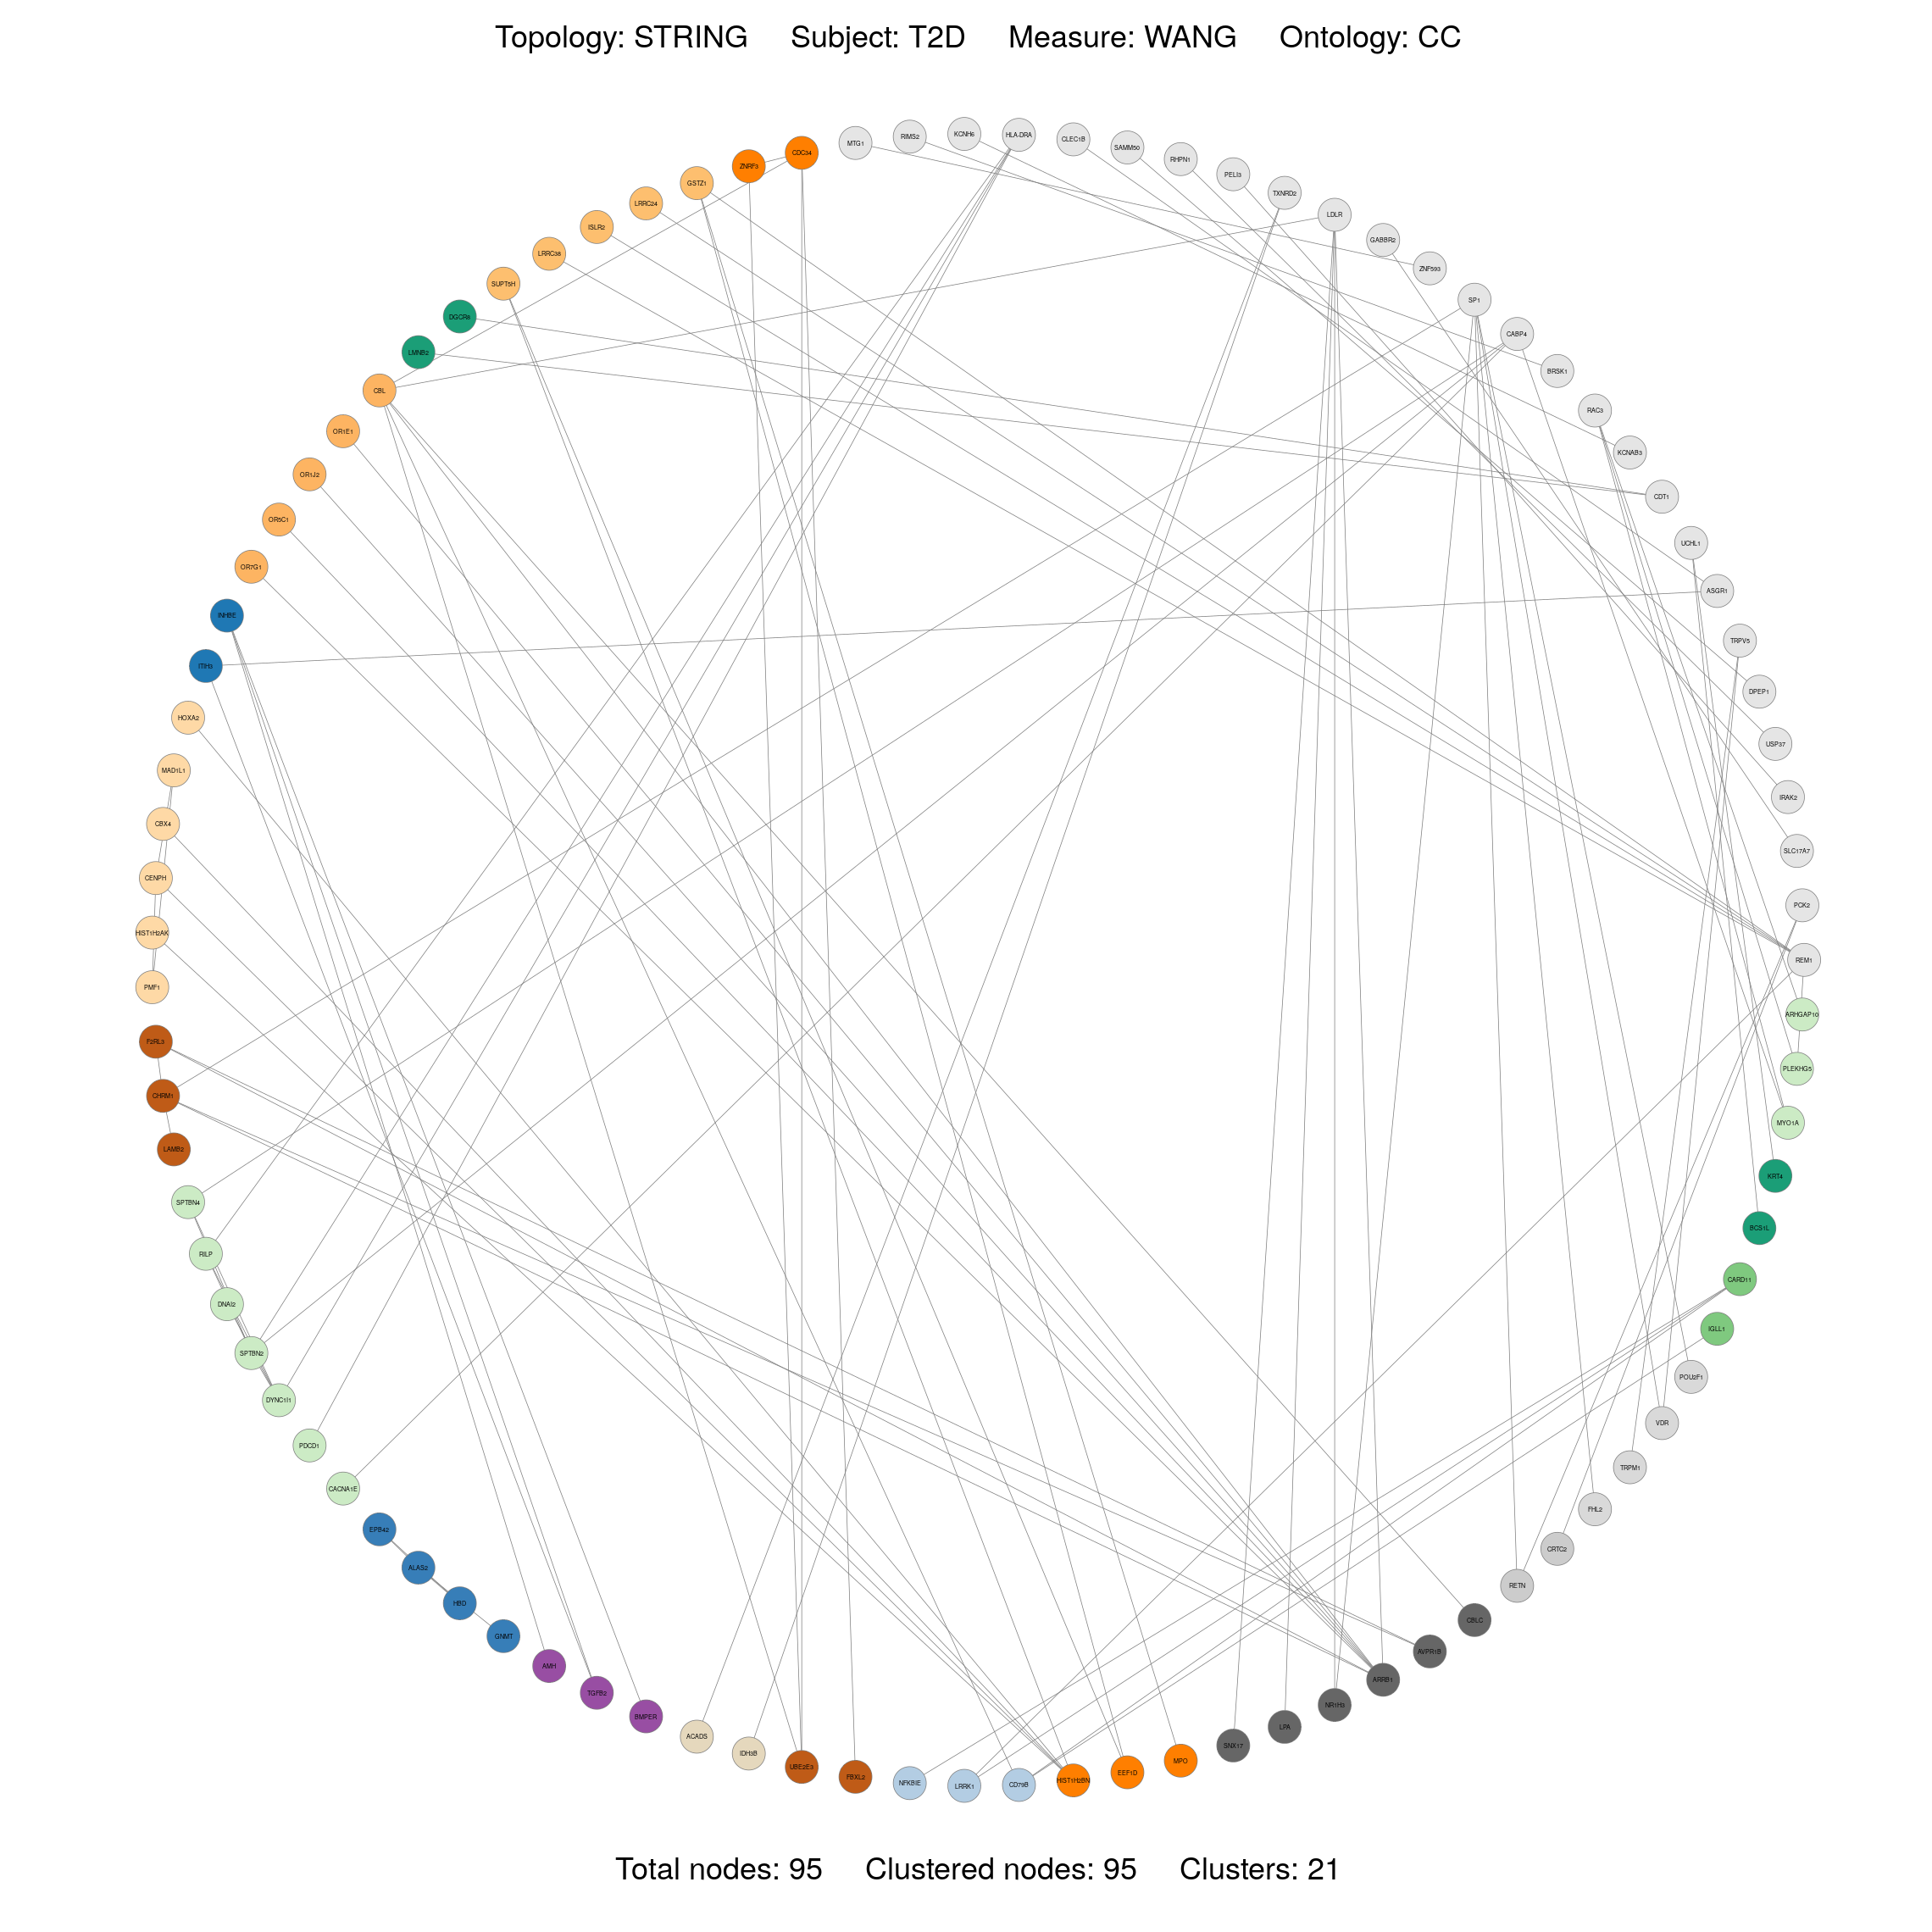 Topology: STRING Subject: T2D Measure: WANG Ontology: CC
CDC34
ZNRF3
GSTZ1
LRRC24
ISLR2
LRRC38
SUPT5H
DGCR8
LMNB2
CBL
OR1E1
OR1J2
OR5C1
OR7G1
INHBE
ITIH3
HOXA2
MAD1L1
CBX4
CENPH
HIST1H2AK
PMF1
F2RL3
CHRM1
LAMB2
SPTBN4
RILP
DNAI2
SPTBN2
DYNC1I1
PDCD1
CACNA1E
EPB42
ALAS2
HBD
GNMT
AMH
TGFB2
BMPER
ACADS
IDH3B
UBE2E3
FBXL2
NFKBIE
LRRK1
CD79B
HIST1H2BN
EEF1D
MPO
SNX17
LPA
NR1H3
ARRB1
AVPR1B
CBLC
RETN
CRTC2
FHL2
TRPM1
VDR
POU2F1
IGLL1
CARD11
BCS1L
KRT4
MYO1A
PLEKHG5
ARHGAP10
REM1
PCK2
SLC17A7
IRAK2
USP37
DPEP1
TRPV5
ASGR1
UCHL1
CDT1
KCNAB3
RAC3
BRSK1
CABP4
SP1
ZNF593
GABBR2
LDLR
TXNRD2
PELI3
RHPN1
SAMM50
CLEC1B
HLA-DRA
KCNH6
RIMS2
MTG1
Total nodes: 95 Clustered nodes: 95 Clusters: 21